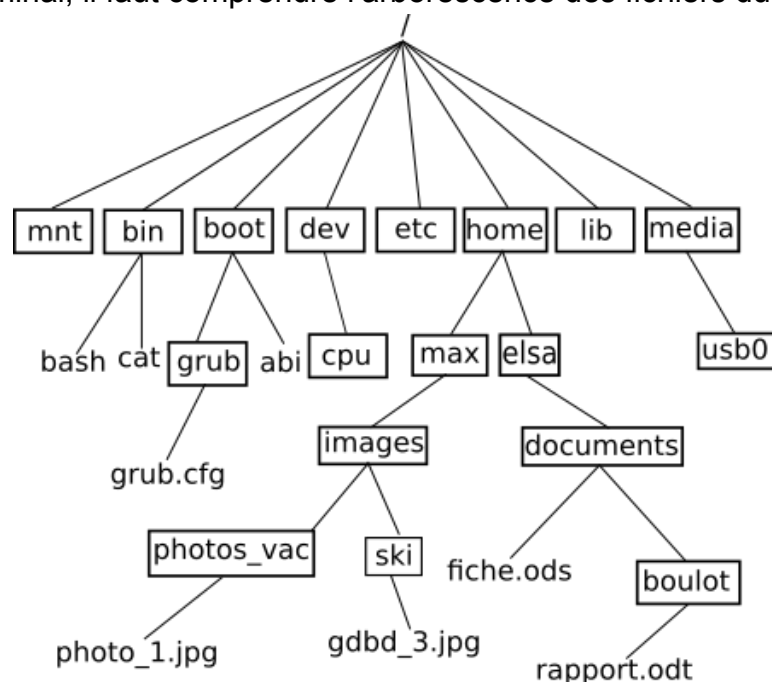 il faut comprendre l'arborescence des fichiers
/
mnt bin boot dev etc home lib media
bash cat grub abi cpu max elsa usb0
grub.cfg images documents
photos_vac ski fiche.ods boulot
photo_1.jpg gdbd_3.jpg rapport.odt